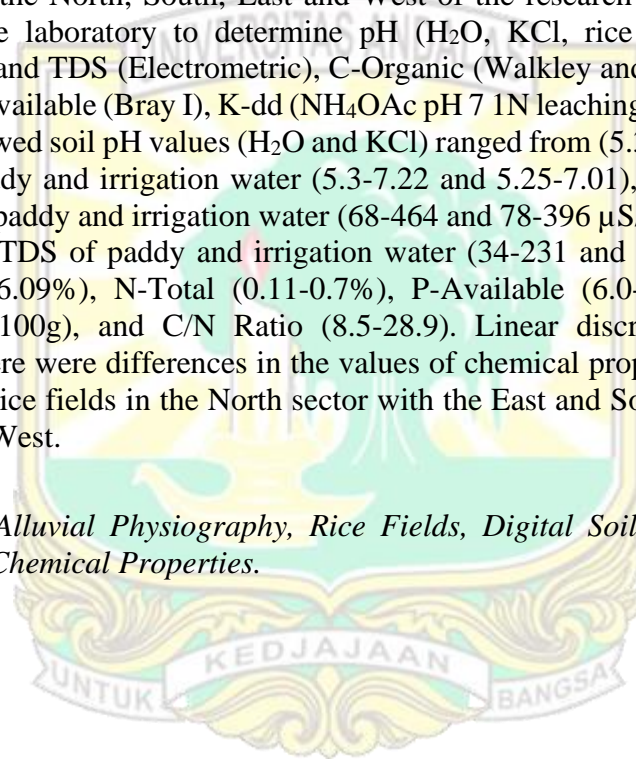 the North, South, East and West of the research
e laboratory to determine pH (H₂O, KCl, rice
UNIVERSITAS ANDALAS
and TDS (Electrometric), C-Organic (Walkley and
vailable (Bray I), K-dd (NH₄OAc pH 7 1N leaching
wed soil pH values (H₂O and KCl) ranged from (5.
dy and irrigation water (5.3-7.22 and 5.25-7.01),
paddy and irrigation water (68-464 and 78-396 µS/
TDS of paddy and irrigation water (34-231 and
6.09%), N-Total (0.11-0.7%), P-Available (6.0-
100g), and C/N Ratio (8.5-28.9). Linear discr
ere were differences in the values of chemical prop
ice fields in the North sector with the East and So
West.
Alluvial Physiography, Rice Fields, Digital Soil
Chemical Properties.
UNTUK KEDJAJAAN BANGSA